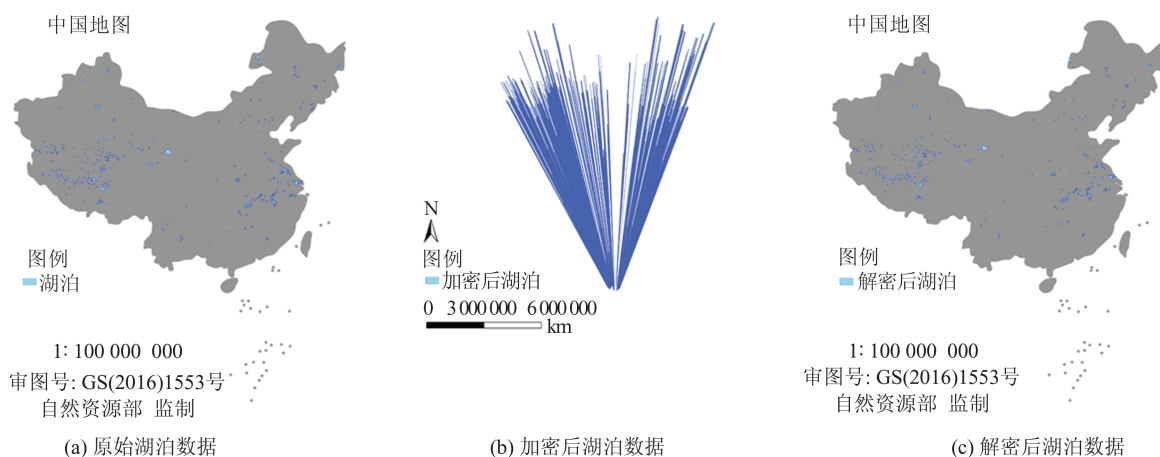 中国地图
图例
湖泊
1: 100 000 000
审图号: GS(2016)1553号
自然资源部 监制
(a) 原始湖泊数据
N
图例
加密后湖泊
0 3 000 000 6 000 000
km
(b) 加密后湖泊数据
中国地图
图例
解密后湖泊
1: 100 000 000
审图号: GS(2016)1553号
自然资源部 监制
(c) 解密后湖泊数据